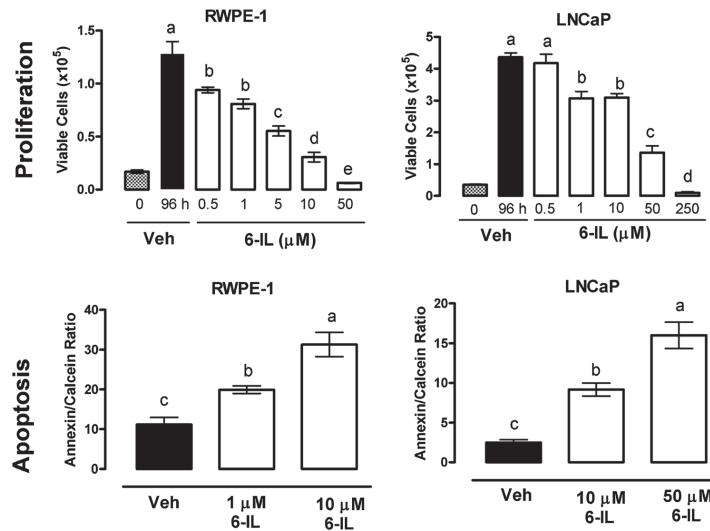 Proliferation
RWPE-1
Viable Cells (x10⁵)
1.5
1.0
0.5
0.0
a
b
b
c
d
e
0 96 h 0.5 1 5 10 50
Veh 6-IL (µM)
LNCaP
Viable Cells (x10⁵)
5
4
3
2
1
0
a
a
b
b
c
d
0 96 h 0.5 1 10 50 250
Veh 6-IL (µM)
Apoptosis
RWPE-1
Annexin/Calcein Ratio
40
30
20
10
0
c
b
a
Veh 1 µM 10 µM
6-IL 6-IL
LNCaP
Annexin/Calcein Ratio
20
15
10
5
0
c
b
a
Veh 10 µM 50 µM
6-IL 6-IL